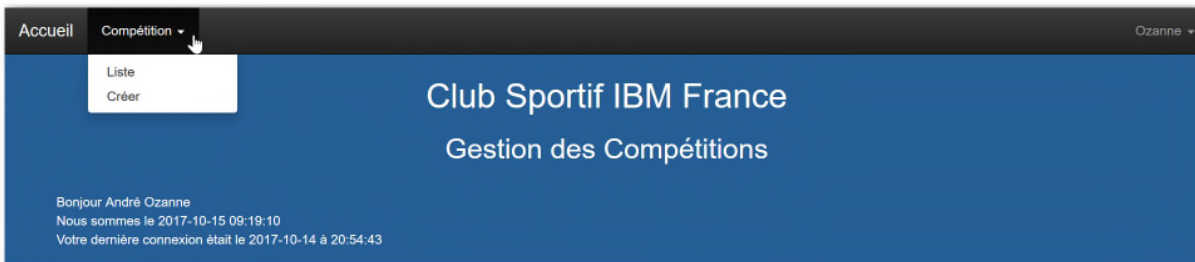 Accueil Compétition Ozanne
Liste
Créer
Club Sportif IBM France
Gestion des Compétitions
Bonjour André Ozanne
Nous sommes le 2017-10-15 09:19:10
Votre dernière connexion était le 2017-10-14 à 20:54:43